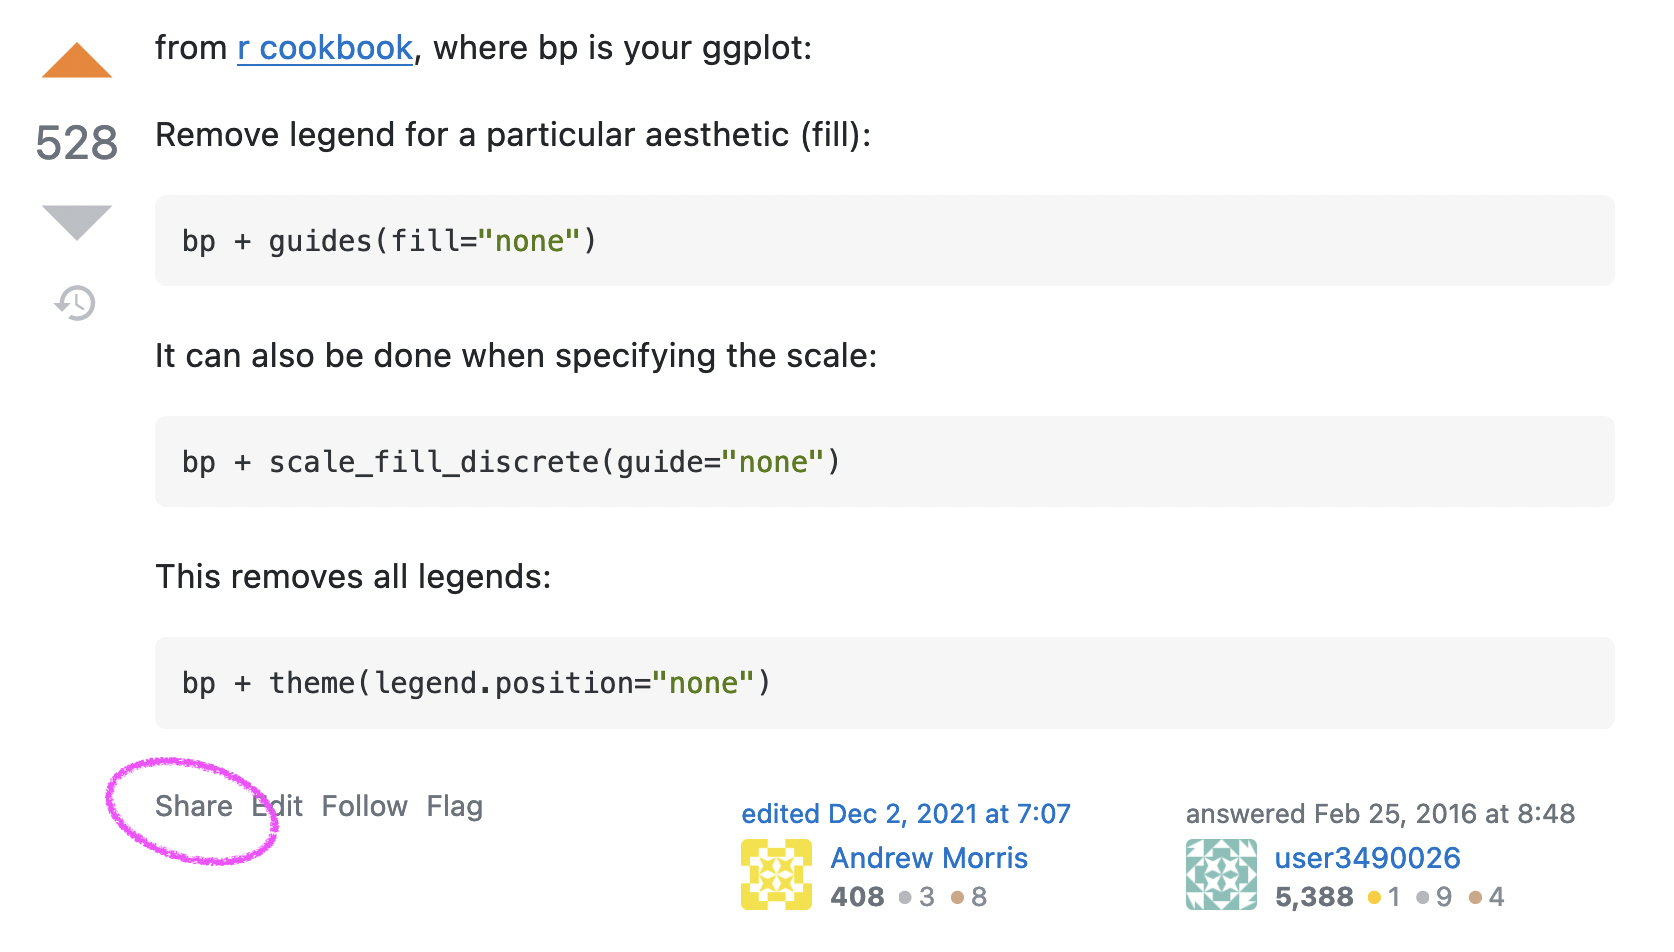 from r cookbook, where bp is your ggplot:
528
Remove legend for a particular aesthetic (fill):
bp + guides(fill="none")
It can also be done when specifying the scale:
bp + scale_fill_discrete(guide="none")
This removes all legends:
bp + theme(legend.position="none")
Share Edit Follow Flag
edited Dec 2, 2021 at 7:07
Andrew Morris
408 3 8
answered Feb 25, 2016 at 8:48
user3490026
5,388 1 9 4